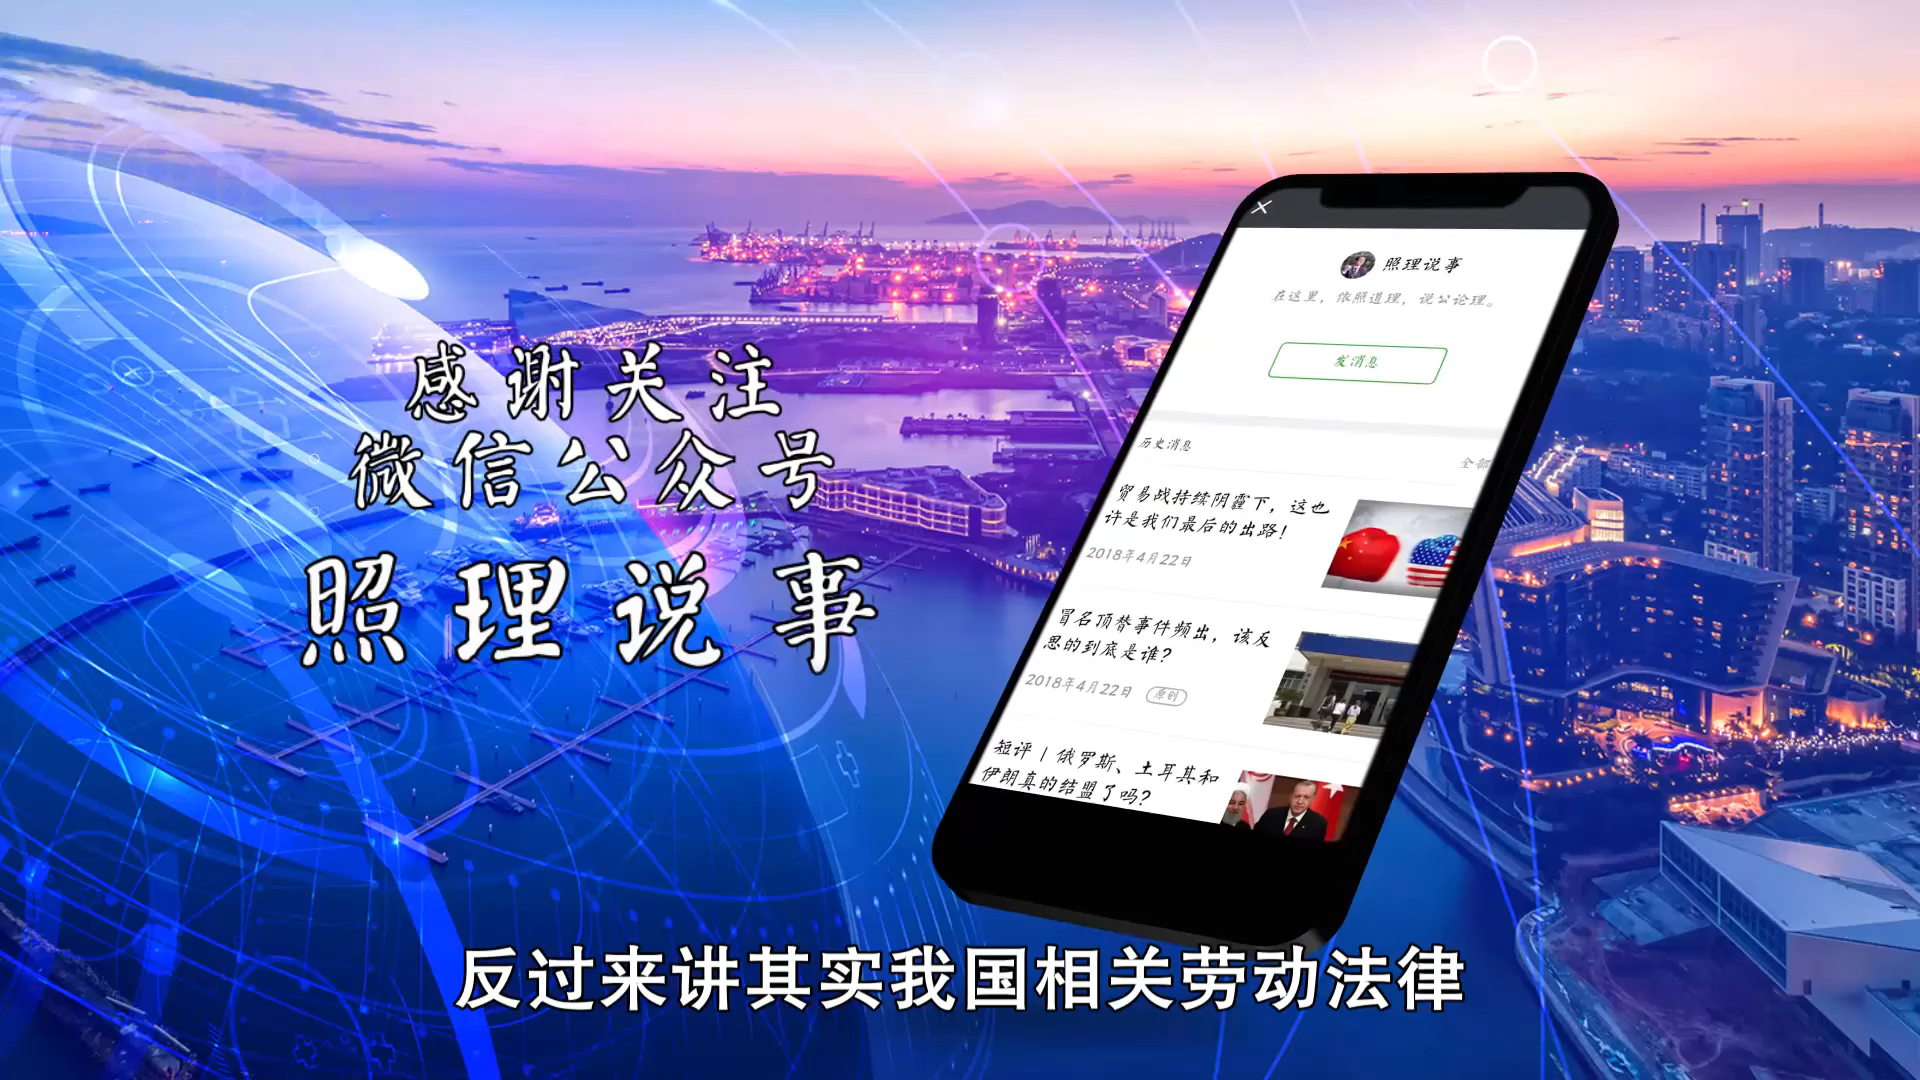 感谢关注
微信公众号
照理说事
照理说事
在这里，依照道理，说公论理。
发消息
历史消息
全部
贸易战持续阴霾下，这也
许是我们最后的出路！
2018年4月22日
冒名顶替事件频出，该反
思的到底是谁？
2018年4月22日 原创
短评 | 俄罗斯、土耳其和
伊朗真的结盟了吗？
反过来讲其实我国相关劳动法律